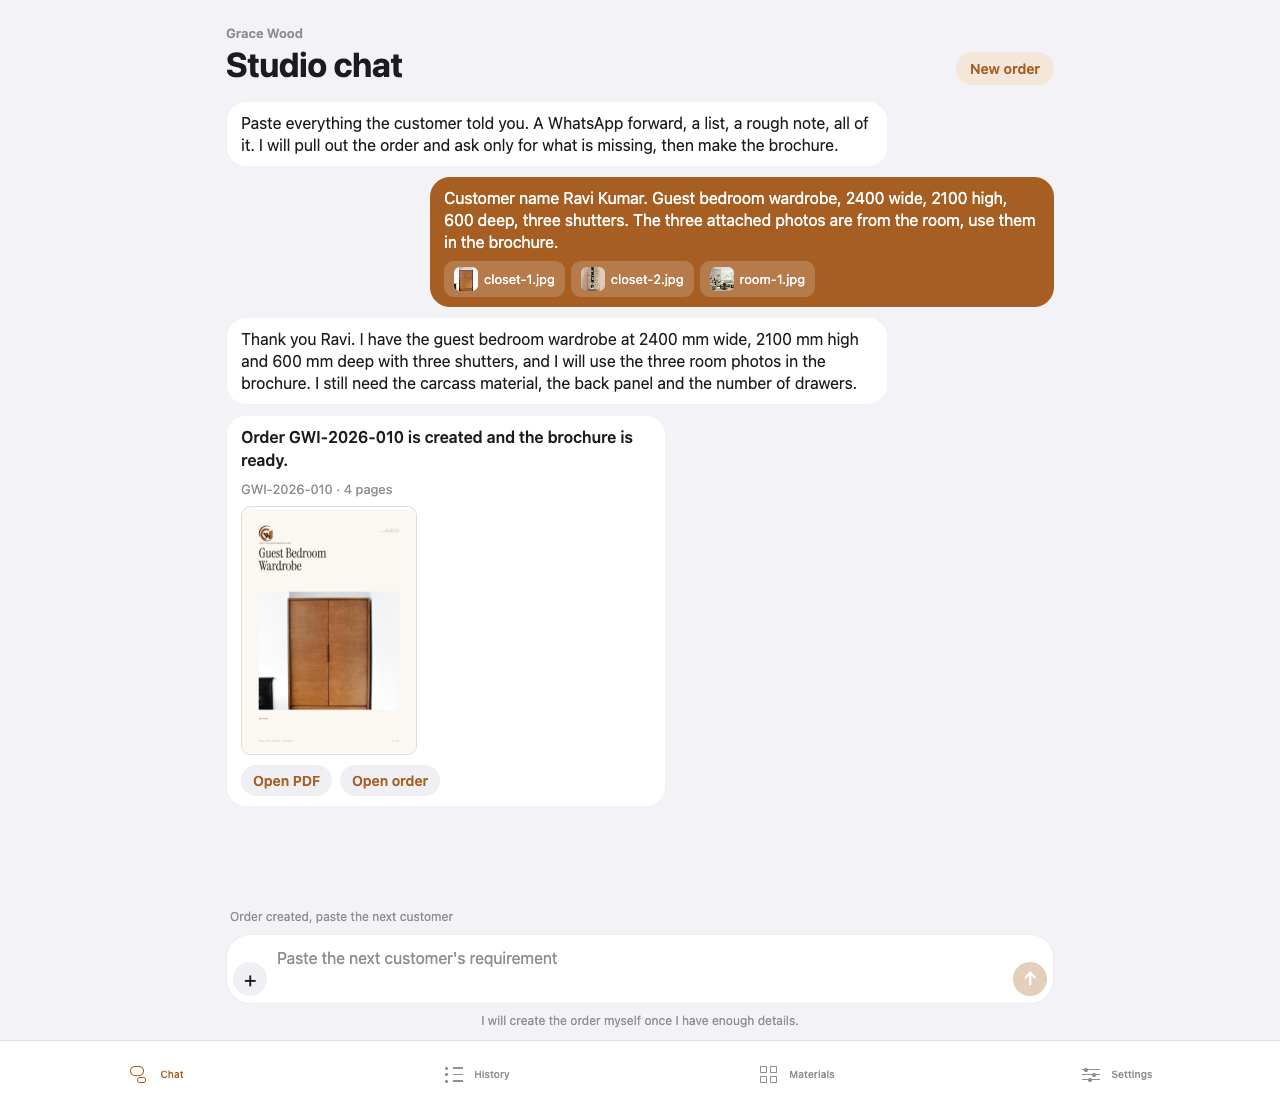 Grace Wood
Studio chat
New order
Paste everything the customer told you. A WhatsApp forward, a list, a rough note, all of
it. I will pull out the order and ask only for what is missing, then make the brochure.
Customer name Ravi Kumar. Guest bedroom wardrobe, 2400 wide, 2100 high,
600 deep, three shutters. The three attached photos are from the room, use them
in the brochure.
closet-1.jpg
closet-2.jpg
room-1.jpg
Thank you Ravi. I have the guest bedroom wardrobe at 2400 mm wide, 2100 mm high
and 600 mm deep with three shutters, and I will use the three room photos in the
brochure. I still need the carcass material, the back panel and the number of drawers.
Order GWI-2026-010 is created and the brochure is
ready.
GWI-2026-010 · 4 pages
Guest Bedroom
Wardrobe
Open PDF
Open order
Order created, paste the next customer
Paste the next customer's requirement
I will create the order myself once I have enough details.
Chat
History
Materials
Settings